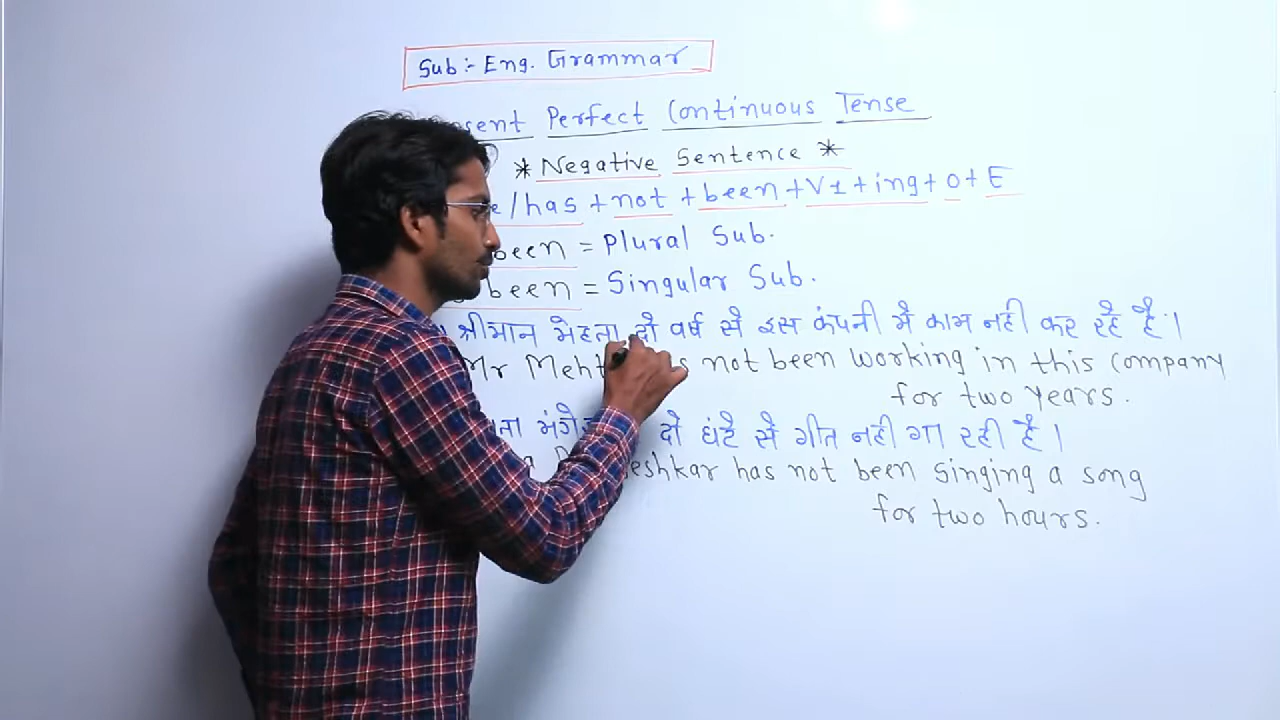 Sub:- Eng. Grammar
Perfect Continuous Tense
* Negative Sentence *
/has + not + been + V1 + ing + O + E
been = Plural Sub.
been = Singular Sub.
श्रीमान मेहता दो वर्ष से इस कंपनी में काम नही कर रहे है।
Mr not been working in this company
for two years.
दो घंटे से गीत नही गा रही है।
has not been singing a song
for two hours.